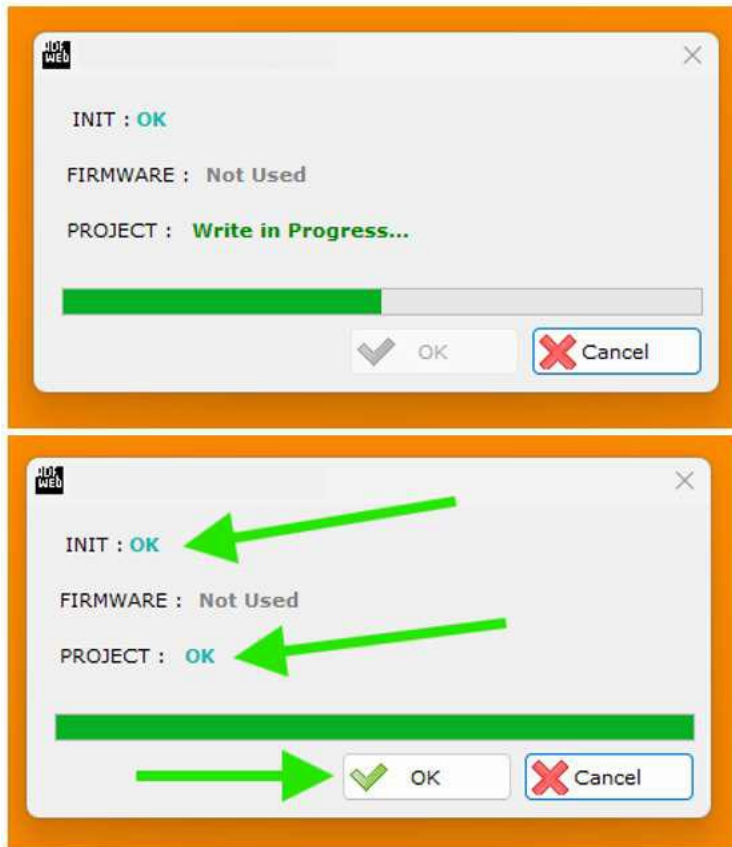 ADF
WEB
INIT : OK
FIRMWARE : Not Used
PROJECT : Write in Progress...
OK Cancel
ADF
WEB
INIT : OK
FIRMWARE : Not Used
PROJECT : OK
OK Cancel